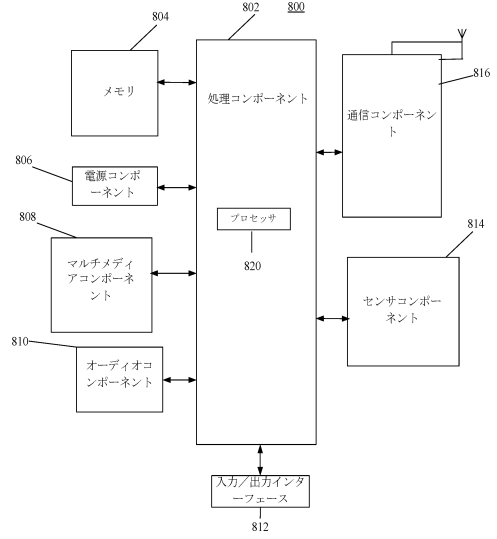 804
802
800
816
メモリ
処理コンポーネント
通信コンポーネン
ト
806
電源コンポ
ーネント
808
プロセッサ
820
814
マルチメディ
アコンポーネ
ント
センサコンポー
ネント
810
オーディオコ
ンポーネント
入力／出力インタ
ーフェース
812